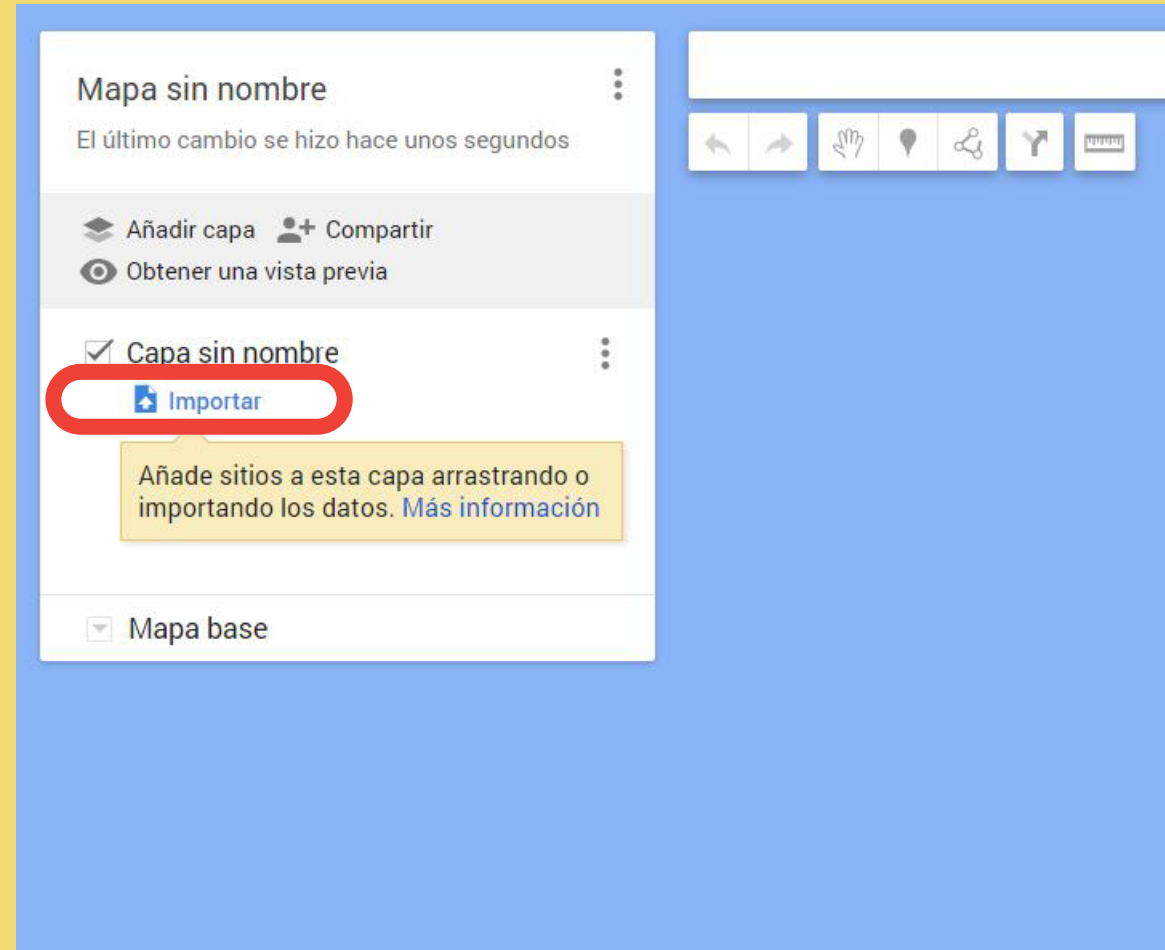 Mapa sin nombre
El último cambio se hizo hace unos segundos
Añadir capa Compartir
Obtener una vista previa
Capa sin nombre
Importar
Añade sitios a esta capa arrastrando o
importando los datos. Más información
Mapa base